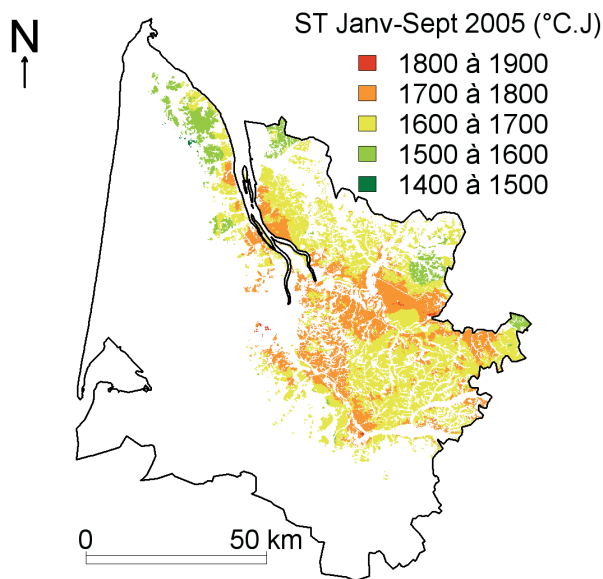 ST Janv-Sept 2005 (°C.J)
N
1800 à 1900
1700 à 1800
1600 à 1700
1500 à 1600
1400 à 1500
0 50 km